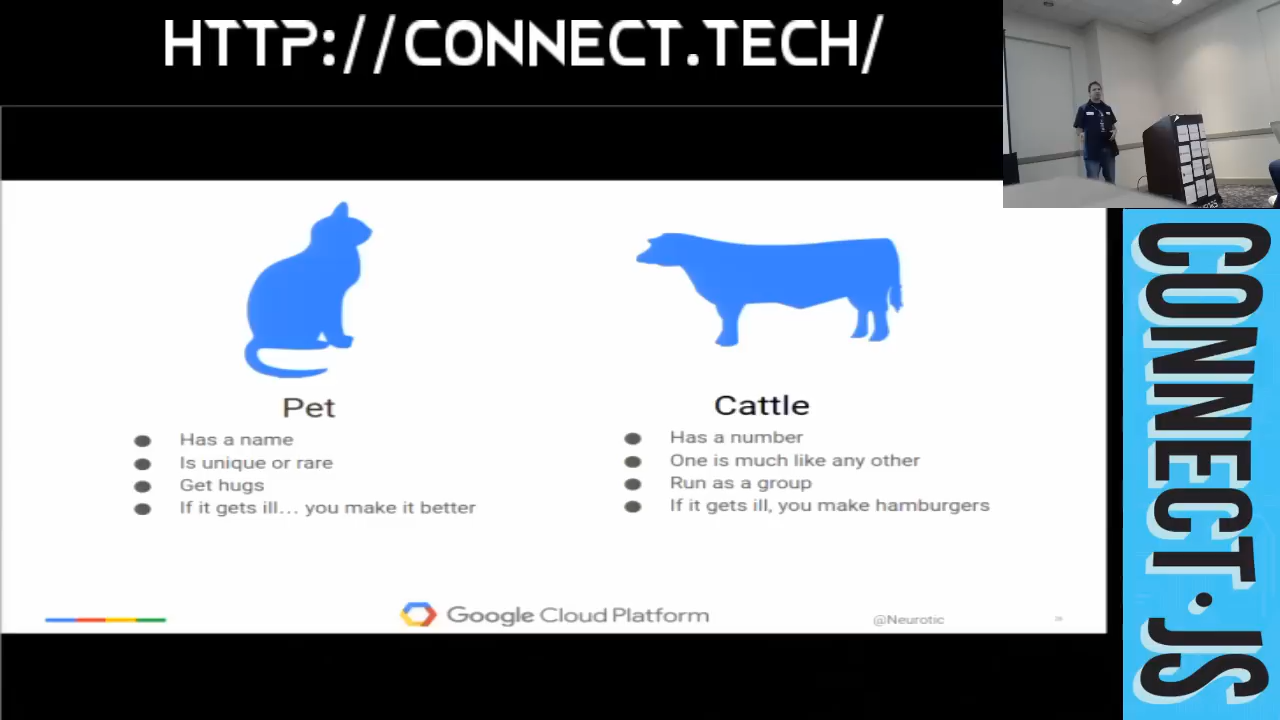 HTTP://CONNECT.TECH/
Pet
● Has a name
● Is unique or rare
● Get hugs
● If it gets ill... you make it better
Cattle
● Has a number
● One is much like any other
● Run as a group
● If it gets ill, you make hamburgers
Google Cloud Platform
@Neurotic
CONNECT.JS